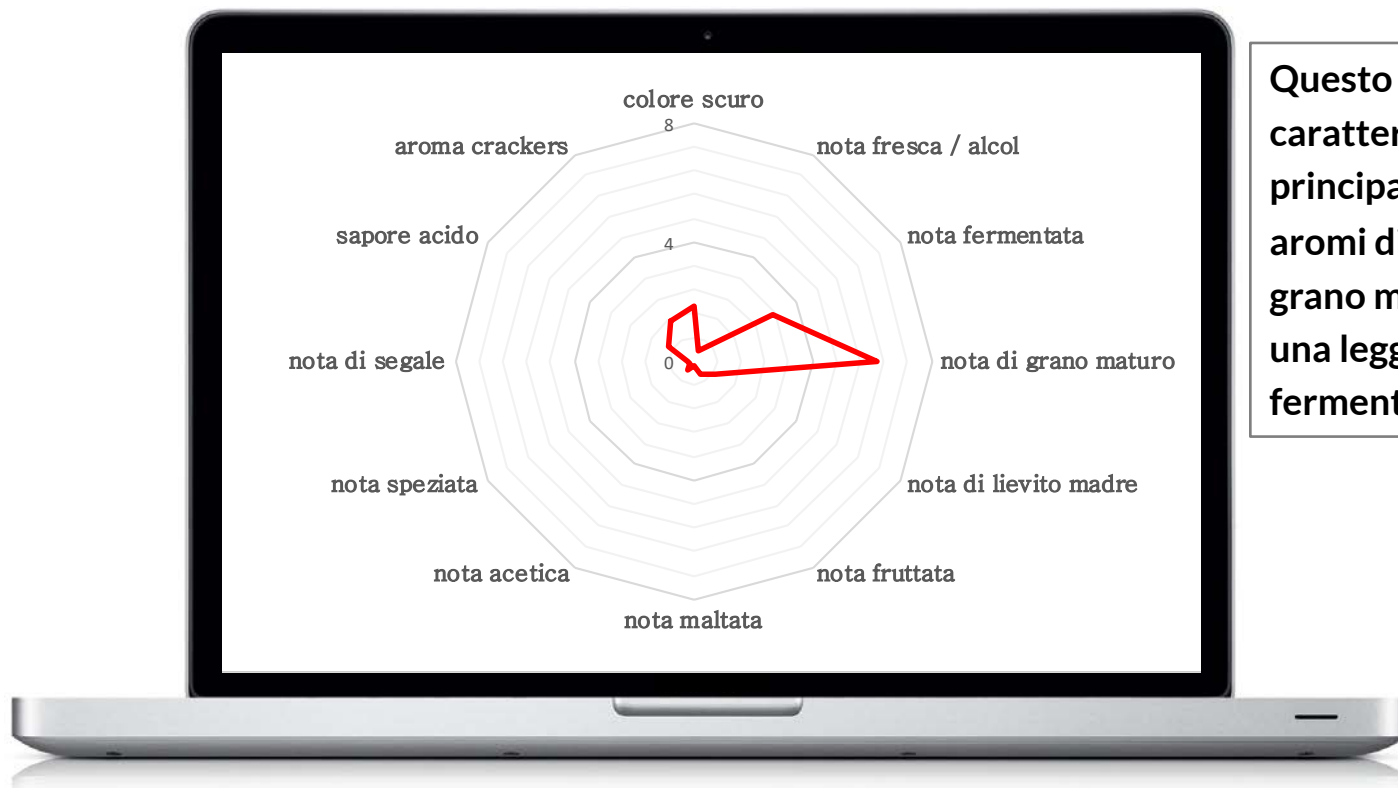 colore scuro
8
aroma crackers
nota fresca / alcol
sapore acido
4
nota fermentata
nota di segale
0
nota di grano maturo
nota speziata
nota di lievito madre
nota acetica
nota fruttata
nota maltata
Questo
caratter
principa
aromi d
grano m
una legg
ferment